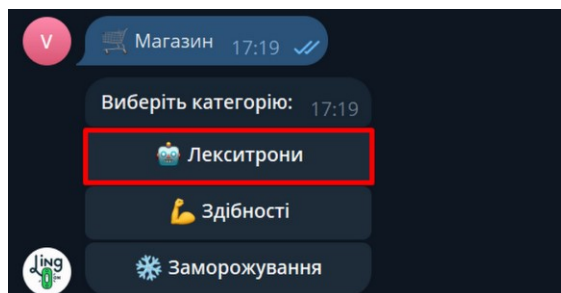 V
🛒 Магазин 17:19
Виберіть категорію: 17:19
🤖 Лекситрони
💪 Здібності
Ling
❄️ Заморожування